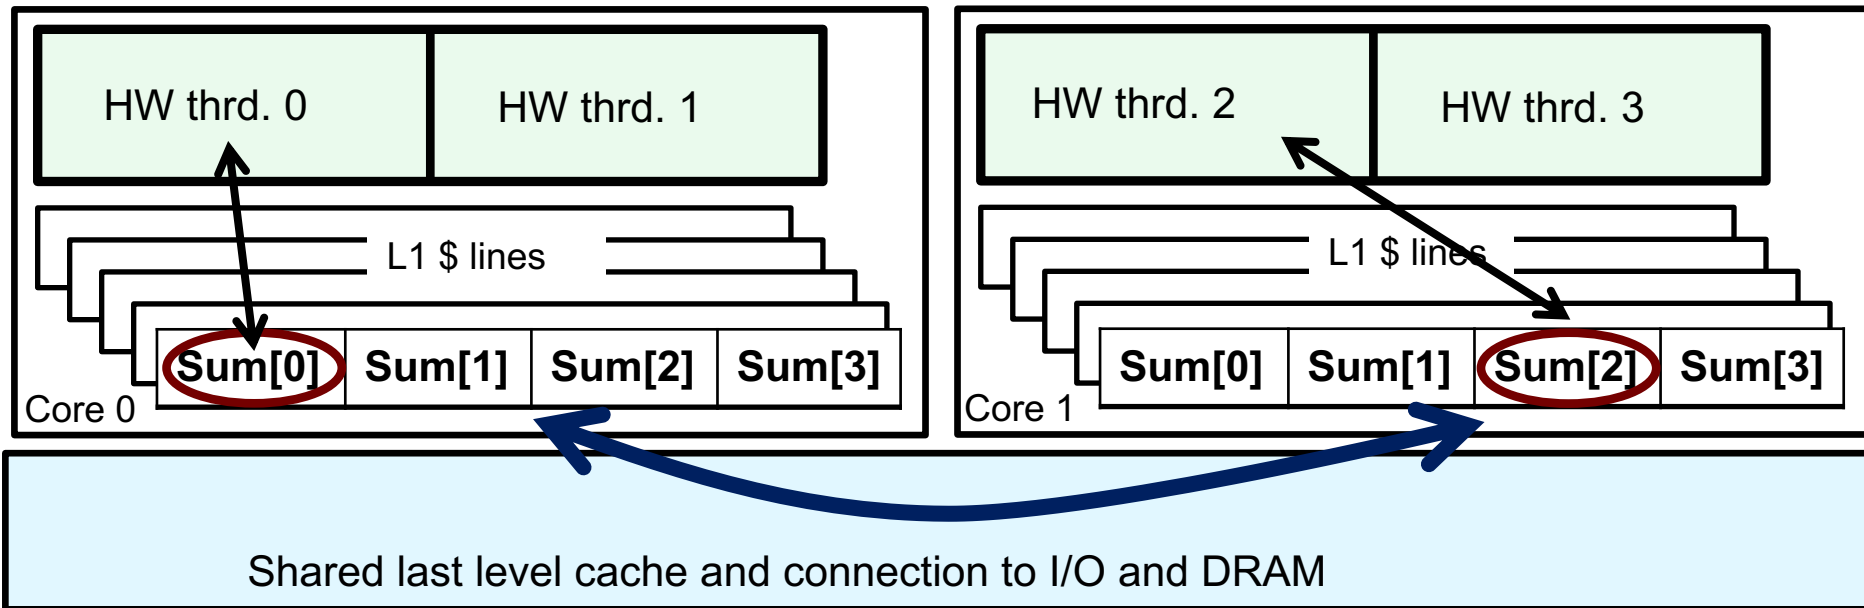 HW thrd. 0
HW thrd. 1
L1 $ lines
Sum[0] Sum[1] Sum[2] Sum[3]
Core 0
HW thrd. 2
HW thrd. 3
L1 $ lines
Sum[0] Sum[1] Sum[2] Sum[3]
Core 1
Shared last level cache and connection to I/O and DRAM